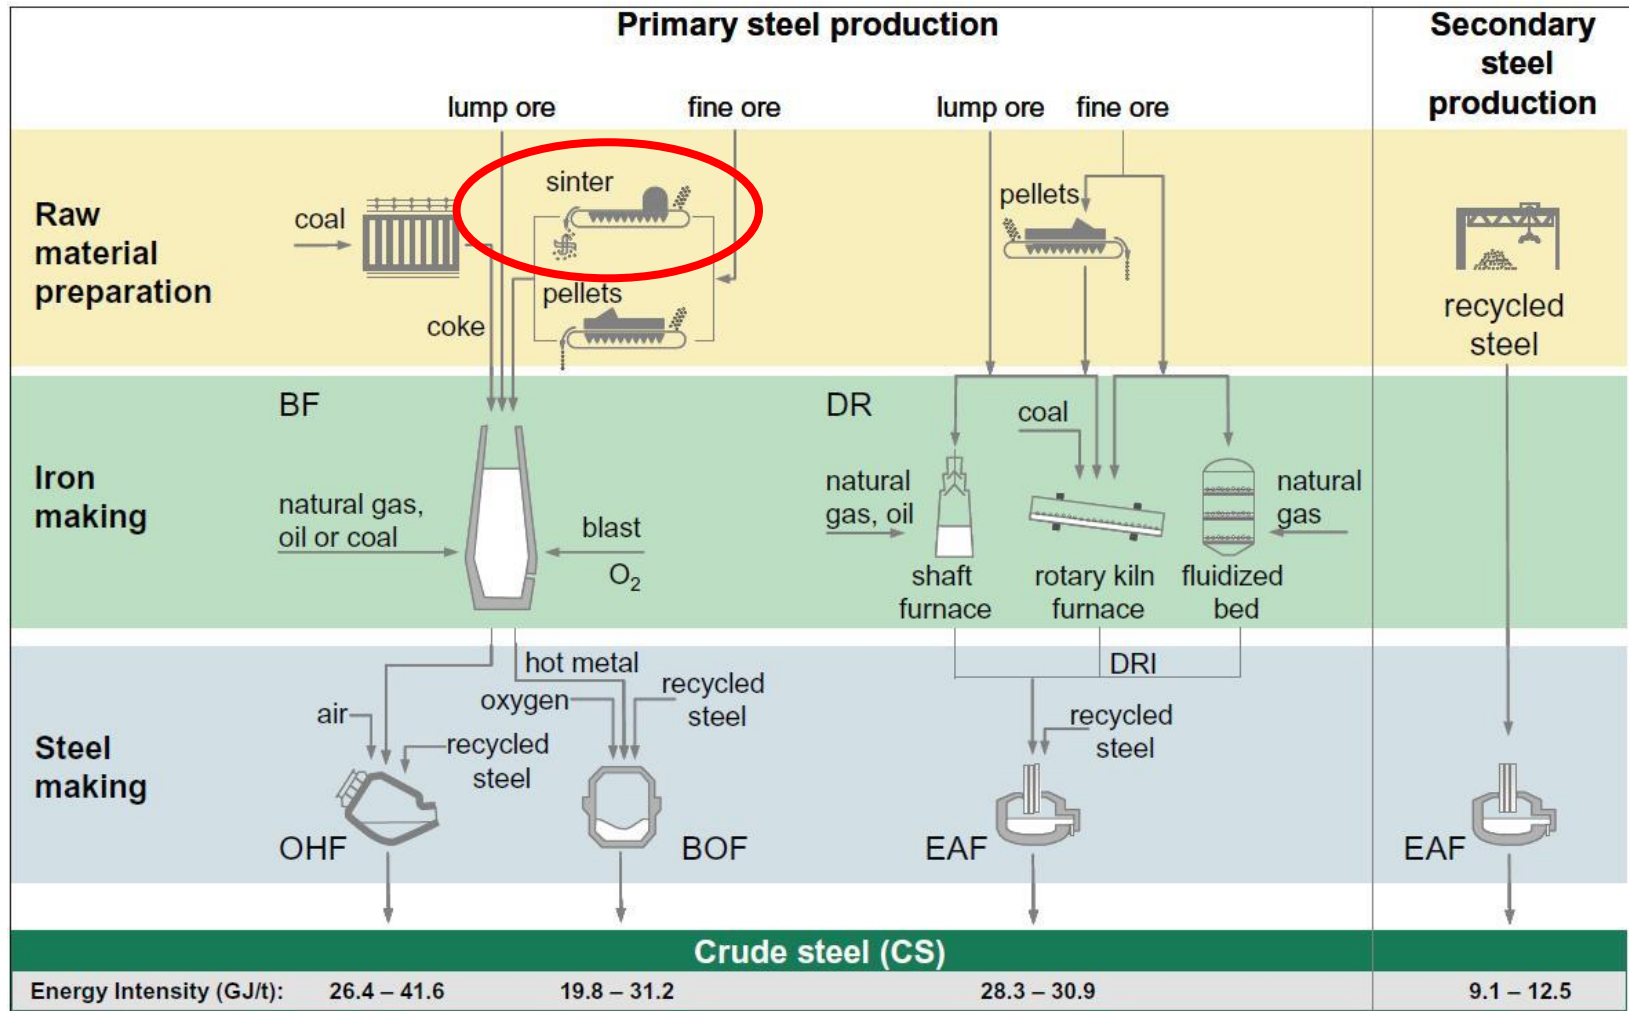 Primary steel production
Secondary
steel
production
lump ore
fine ore
lump ore
fine ore
Raw
material
preparation
coal
sinter
pellets
coke
pellets
recycled
steel
Iron
making
BF
natural gas,
oil or coal
blast
O₂
DR
coal
natural
gas, oil
natural
gas
shaft
furnace
rotary kiln
furnace
fluidized
bed
Steel
making
hot metal
air
oxygen
recycled
steel
recycled
steel
OHF
BOF
DRI
recycled
steel
EAF
EAF
Crude steel (CS)
Energy Intensity (GJ/t): 26.4 – 41.6 19.8 – 31.2 28.3 – 30.9 9.1 – 12.5